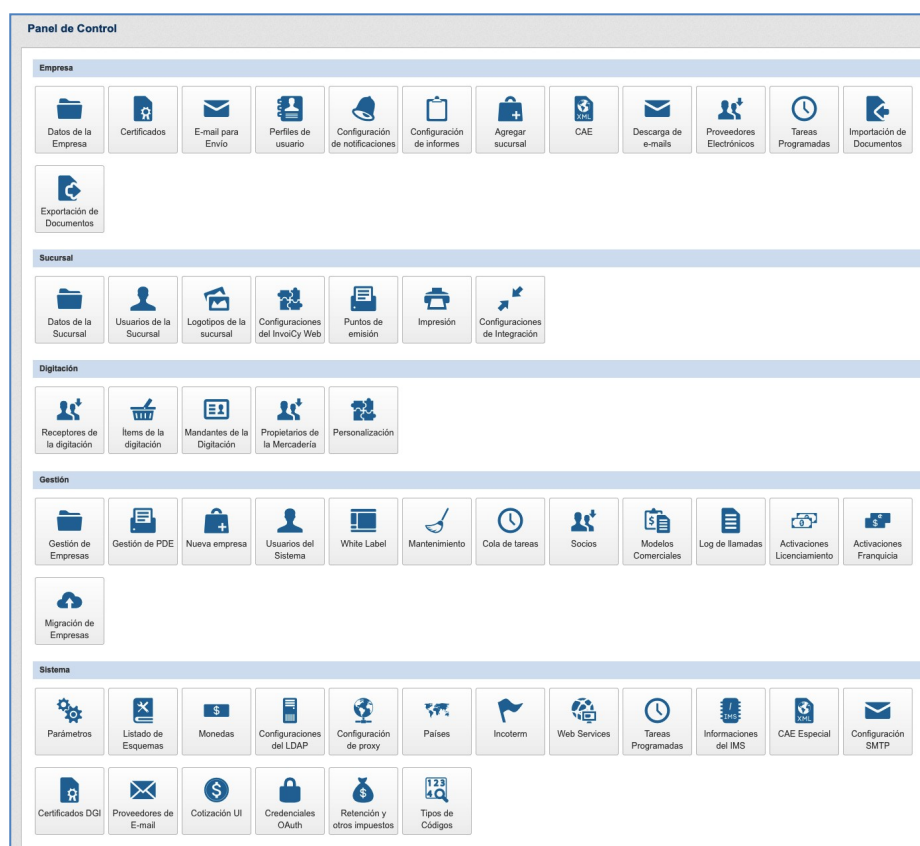 Panel de Control
Empresa
Datos de la Empresa
Certificados
E-mail para Envío
Perfiles de usuario
Configuración de notificaciones
Configuración de informes
Agregar sucursal
XML
CAE
Descarga de e-mails
Proveedores Electrónicos
Tareas Programadas
Importación de Documentos
Exportación de Documentos
Sucursal
Datos de la Sucursal
Usuarios de la Sucursal
Logotipos de la sucursal
Configuraciones del InvoiCy Web
Puntos de emisión
Impresión
Configuraciones de Integración
Digitación
Receptores de la digitación
Ítems de la digitación
Mandantes de la Digitación
Propietarios de la Mercadería
Personalización
Gestión
Gestión de Empresas
Gestión de PDE
Nueva empresa
Usuarios del Sistema
White Label
Mantenimiento
Cola de tareas
Socios
Modelos Comerciales
Log de llamadas
Activaciones Licenciamiento
Activaciones Franquicia
Migración de Empresas
Sistema
Parámetros
Listado de Esquemas
Monedas
Configuraciones del LDAP
Configuración de proxy
Países
Incoterm
Web Services
Tareas Programadas
IMS
Informaciones del IMS
XML
CAE Especial
Configuración SMTP
Certificados DGI
Proveedores de E-mail
Cotización UI
Credenciales OAuth
Retención y otros impuestos
123
4
Tipos de Códigos